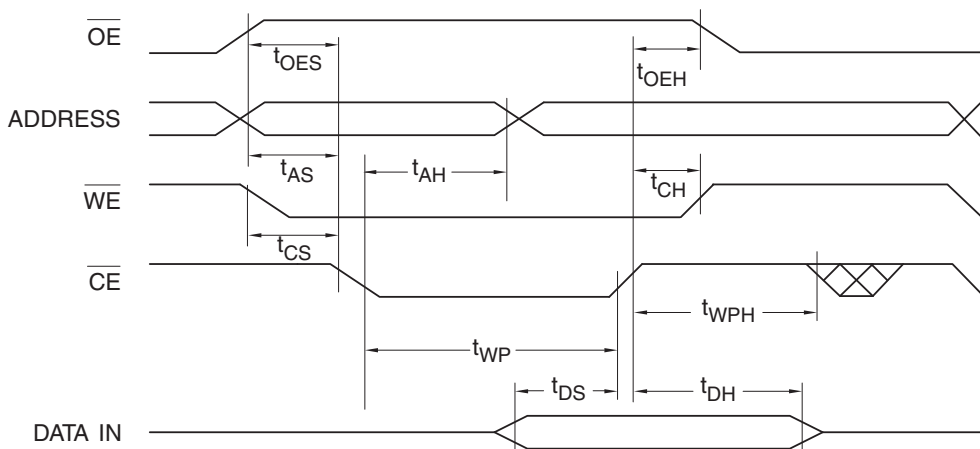 OE
tOES
tOEH
ADDRESS
tAS
tAH
tCH
WE
tCS
CE
tWPH
tWP
tDS
tDH
DATA IN